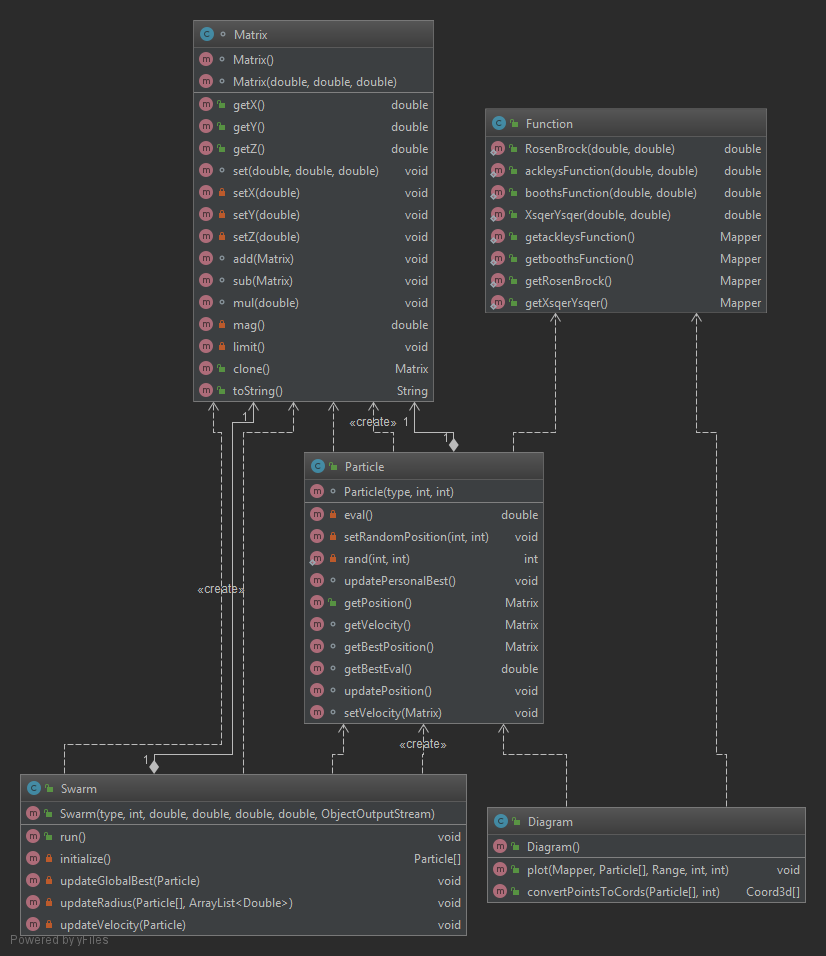 Matrix
Matrix()
Matrix(double, double, double)
getX() double
getY() double
getZ() double
set(double, double, double) void
setX(double) void
setY(double) void
setZ(double) void
add(Matrix) void
sub(Matrix) void
mul(double) void
mag() double
limit() void
clone() Matrix
toString() String
Function
RosenBrock(double, double) double
ackleysFunction(double, double) double
boothsFunction(double, double) double
XsqerYsqer(double, double) double
getackleysFunction() Mapper
getboothsFunction() Mapper
getRosenBrock() Mapper
getXsqerYsqer() Mapper
1
«create»
1
1
Particle
Particle(type, int, int)
eval() double
setRandomPosition(int, int) void
rand(int, int) int
updatePersonalBest() void
getPosition() Matrix
getVelocity() Matrix
getBestPosition() Matrix
getBestEval() double
updatePosition() void
setVelocity(Matrix) void
«create»
«create»
1
Swarm
Swarm(type, int, double, double, double, double, ObjectOutputStream)
run() void
initialize() Particle[]
updateGlobalBest(Particle) void
updateRadius(Particle[], ArrayList<Double>) void
updateVelocity(Particle) void
Diagram
Diagram()
plot(Mapper, Particle[], Range, int, int) void
convertPointsToCords(Particle[], int) Coord3d[]
Powered by yFiles